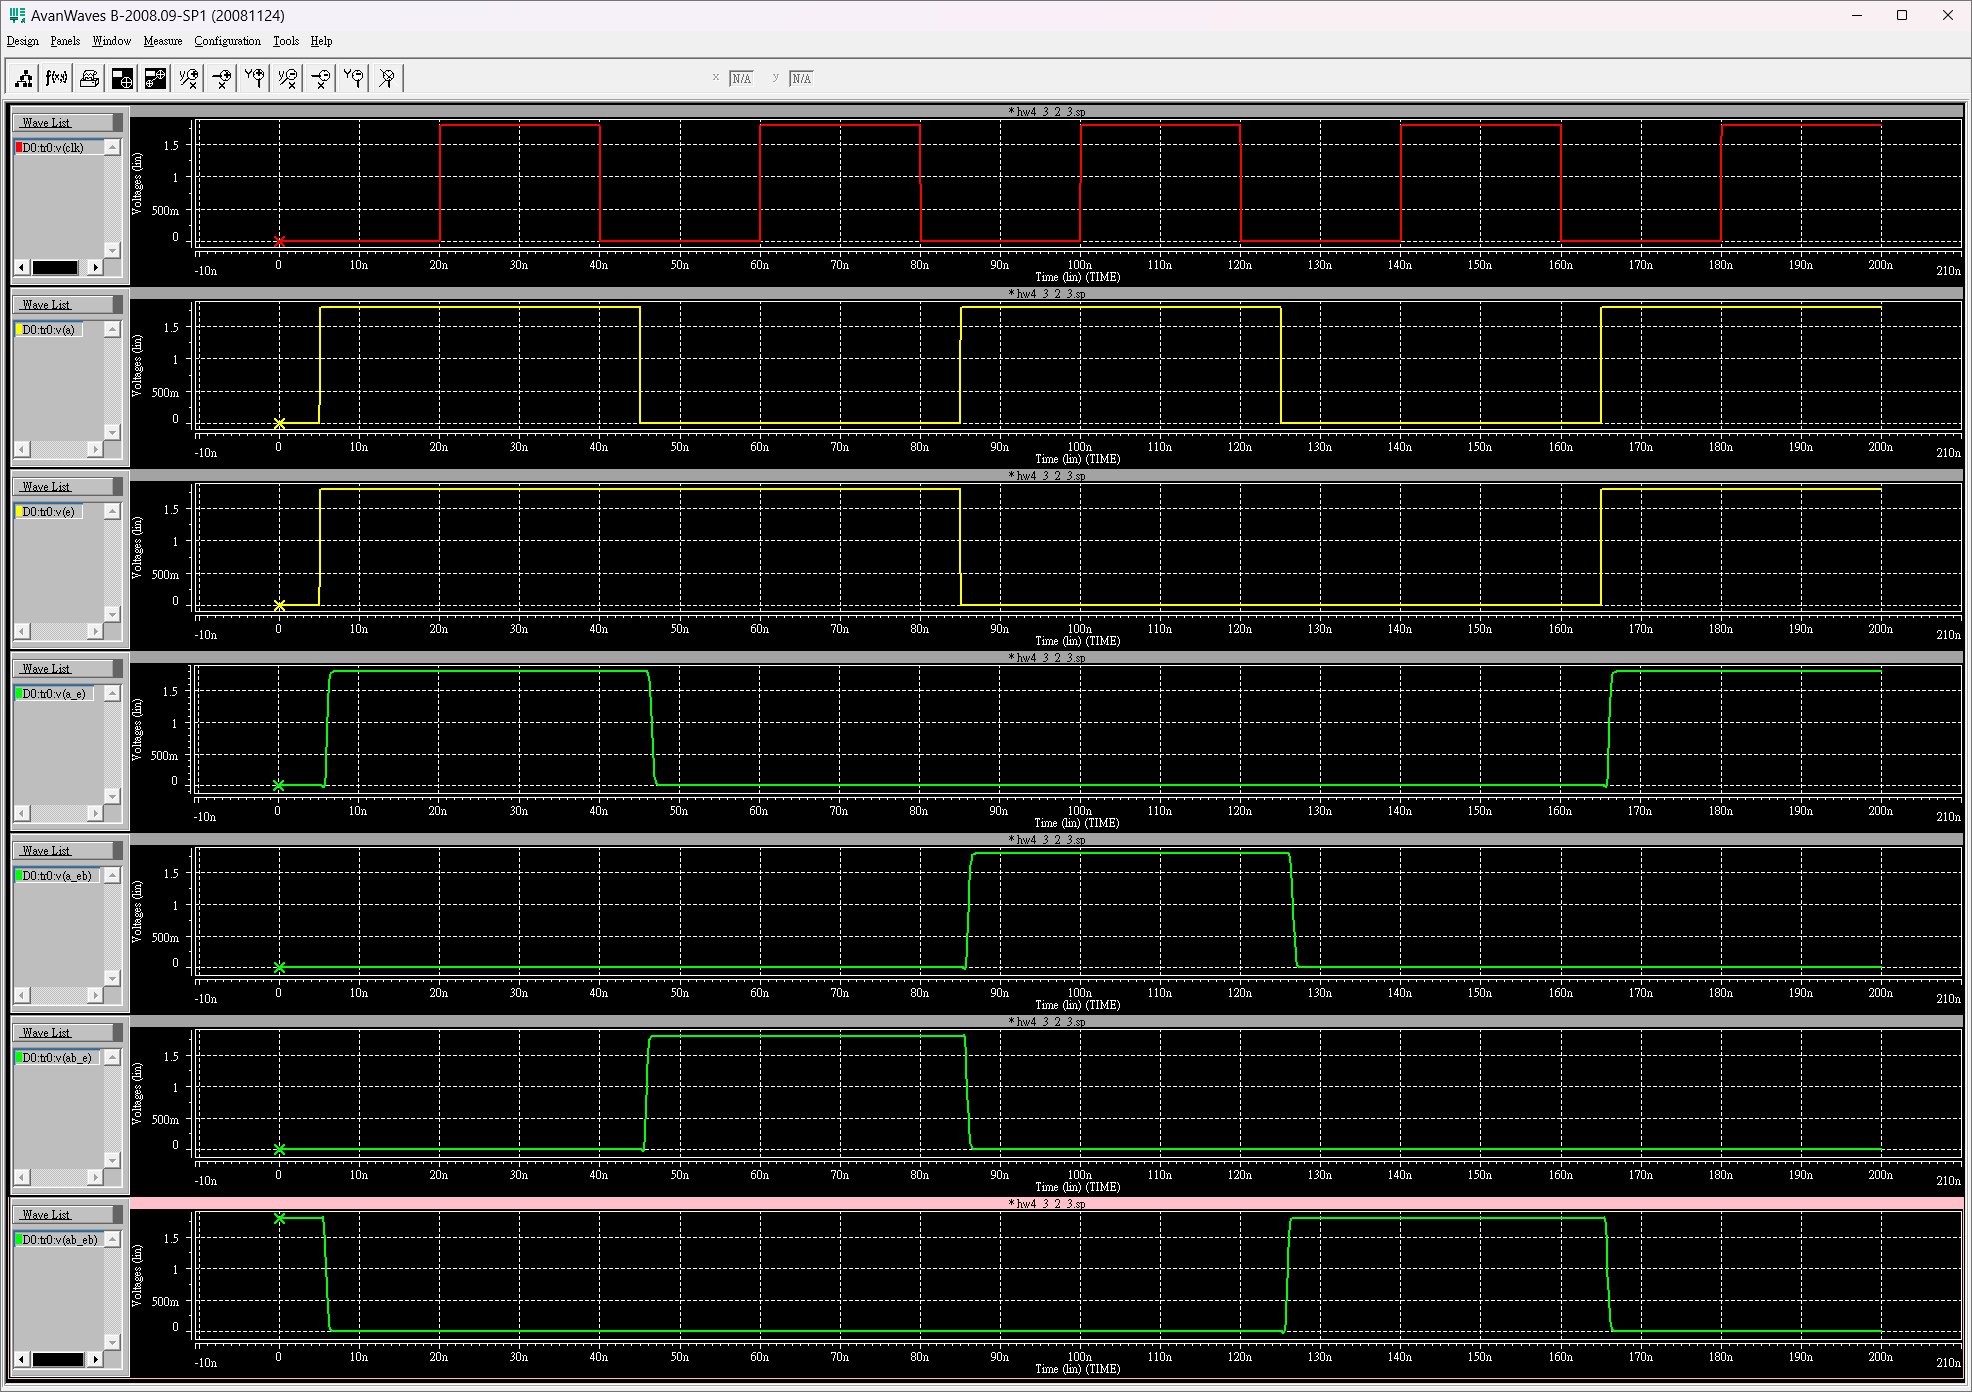 AvanWaves B-2008.09-SP1 (20081124)
Design Panels Window Measure Configuration Tools Help
f(x) x N/A y N/A
* hw4_3_2_3.sp
Wave List
D0:tr0:v(clk)
Voltages (lin)
1.5
1
500m
0
-10n 0 10n 20n 30n 40n 50n 60n 70n 80n 90n 100n 110n 120n 130n 140n 150n 160n 170n 180n 190n 200n 210n
Time (lin) (TIME)
* hw4_3_2_3.sp
Wave List
D0:tr0:v(a)
Voltages (lin)
1.5
1
500m
0
-10n 0 10n 20n 30n 40n 50n 60n 70n 80n 90n 100n 110n 120n 130n 140n 150n 160n 170n 180n 190n 200n 210n
Time (lin) (TIME)
* hw4_3_2_3.sp
Wave List
D0:tr0:v(e)
Voltages (lin)
1.5
1
500m
0
-10n 0 10n 20n 30n 40n 50n 60n 70n 80n 90n 100n 110n 120n 130n 140n 150n 160n 170n 180n 190n 200n 210n
Time (lin) (TIME)
* hw4_3_2_3.sp
Wave List
D0:tr0:v(a_e)
Voltages (lin)
1.5
1
500m
0
-10n 0 10n 20n 30n 40n 50n 60n 70n 80n 90n 100n 110n 120n 130n 140n 150n 160n 170n 180n 190n 200n 210n
Time (lin) (TIME)
* hw4_3_2_3.sp
Wave List
D0:tr0:v(a_eb)
Voltages (lin)
1.5
1
500m
0
-10n 0 10n 20n 30n 40n 50n 60n 70n 80n 90n 100n 110n 120n 130n 140n 150n 160n 170n 180n 190n 200n 210n
Time (lin) (TIME)
* hw4_3_2_3.sp
Wave List
D0:tr0:v(ab_e)
Voltages (lin)
1.5
1
500m
0
-10n 0 10n 20n 30n 40n 50n 60n 70n 80n 90n 100n 110n 120n 130n 140n 150n 160n 170n 180n 190n 200n 210n
Time (lin) (TIME)
* hw4_3_2_3.sp
Wave List
D0:tr0:v(ab_eb)
Voltages (lin)
1.5
1
500m
0
-10n 0 10n 20n 30n 40n 50n 60n 70n 80n 90n 100n 110n 120n 130n 140n 150n 160n 170n 180n 190n 200n 210n
Time (lin) (TIME)